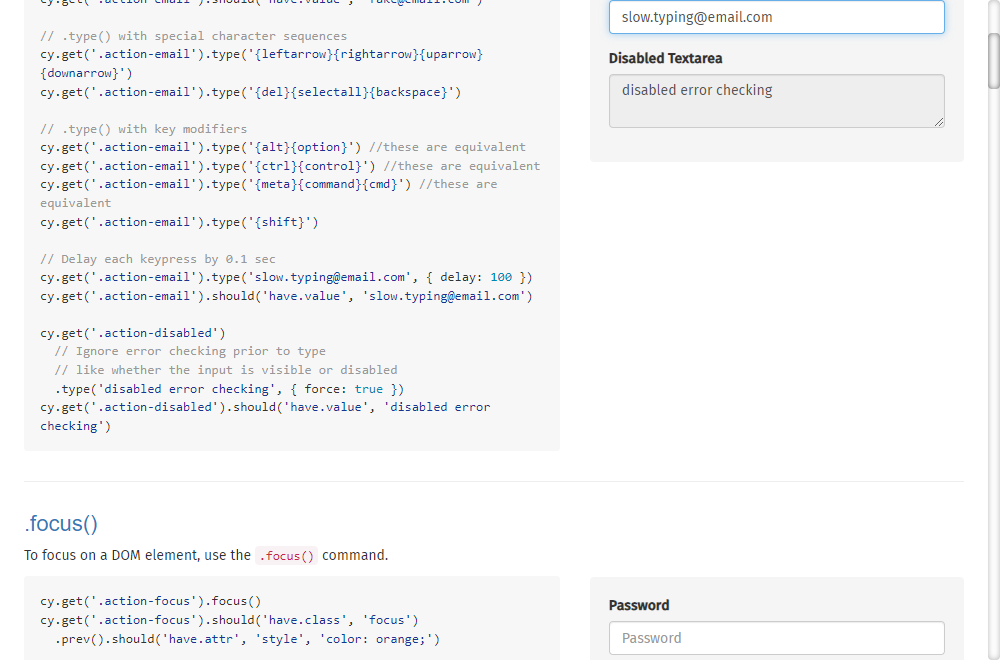 cy.get('.action-email').should('have.value', 'fake@email.com')
// .type() with special character sequences
cy.get('.action-email').type('{leftarrow}{rightarrow}{uparrow}
{downarrow}')
cy.get('.action-email').type('{del}{selectall}{backspace}')
// .type() with key modifiers
cy.get('.action-email').type('{alt}{option}') //these are equivalent
cy.get('.action-email').type('{ctrl}{control}') //these are equivalent
cy.get('.action-email').type('{meta}{command}{cmd}') //these are
equivalent
cy.get('.action-email').type('{shift}')
// Delay each keypress by 0.1 sec
cy.get('.action-email').type('slow.typing@email.com', { delay: 100 })
cy.get('.action-email').should('have.value', 'slow.typing@email.com')
cy.get('.action-disabled')
// Ignore error checking prior to type
// like whether the input is visible or disabled
.type('disabled error checking', { force: true })
cy.get('.action-disabled').should('have.value', 'disabled error
checking')
slow.typing@email.com
Disabled Textarea
disabled error checking
.focus()
To focus on a DOM element, use the .focus() command.
cy.get('.action-focus').focus()
cy.get('.action-focus').should('have.class', 'focus')
.prev().should('have.attr', 'style', 'color: orange;')
Password
Password